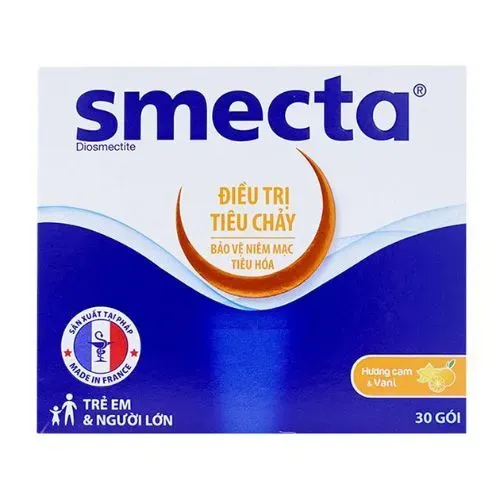 smecta®
Diosmectite
ĐIỀU TRỊ
TIÊU CHẢY
BẢO VỆ NIÊM MẠC
TIÊU HÓA
SẢN XUẤT TẠI PHÁP
MADE IN FRANCE
Hương cam
& Vani
TRẺ EM
& NGƯỜI LỚN
30 GÓI